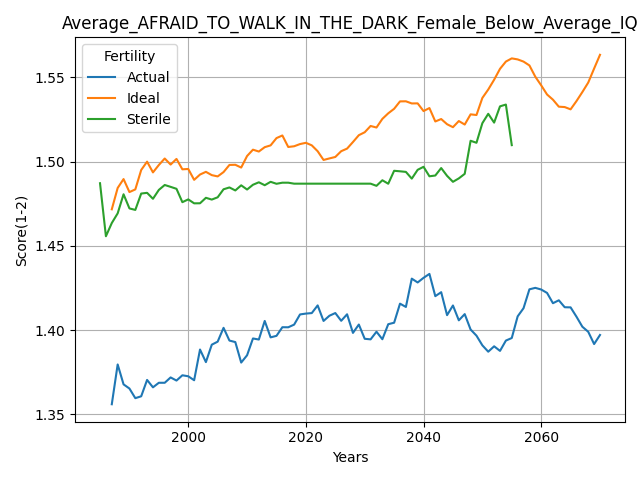 Average_AFRAID_TO_WALK_IN_THE_DARK_Female_Below_Average_IQ
Fertility
Actual
Ideal
Sterile
Score(1-2)
1.55
1.50
1.45
1.40
1.35
2000
2020
2040
2060
Years